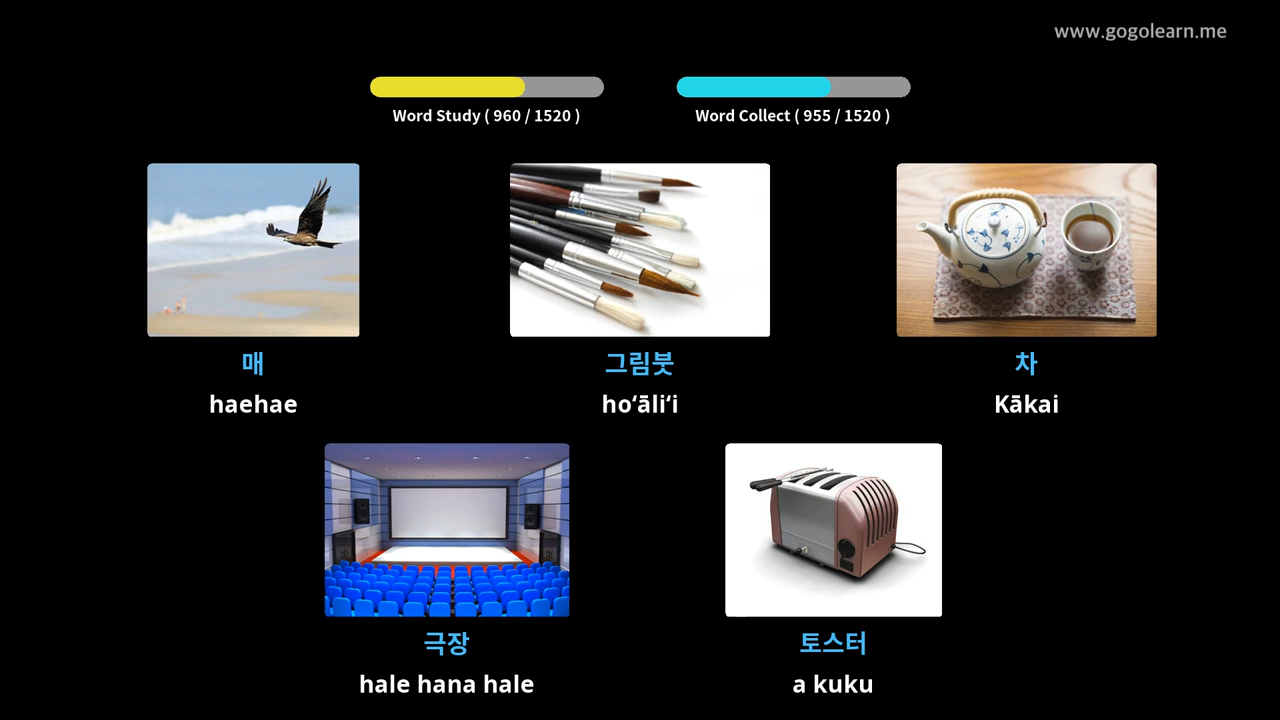 www.gogolearn.me
Word Study ( 960 / 1520 )
Word Collect ( 955 / 1520 )
매
그림붓
차
haehae
hoʻāliʻi
Kākai
극장
토스터
hale hana hale
a kuku